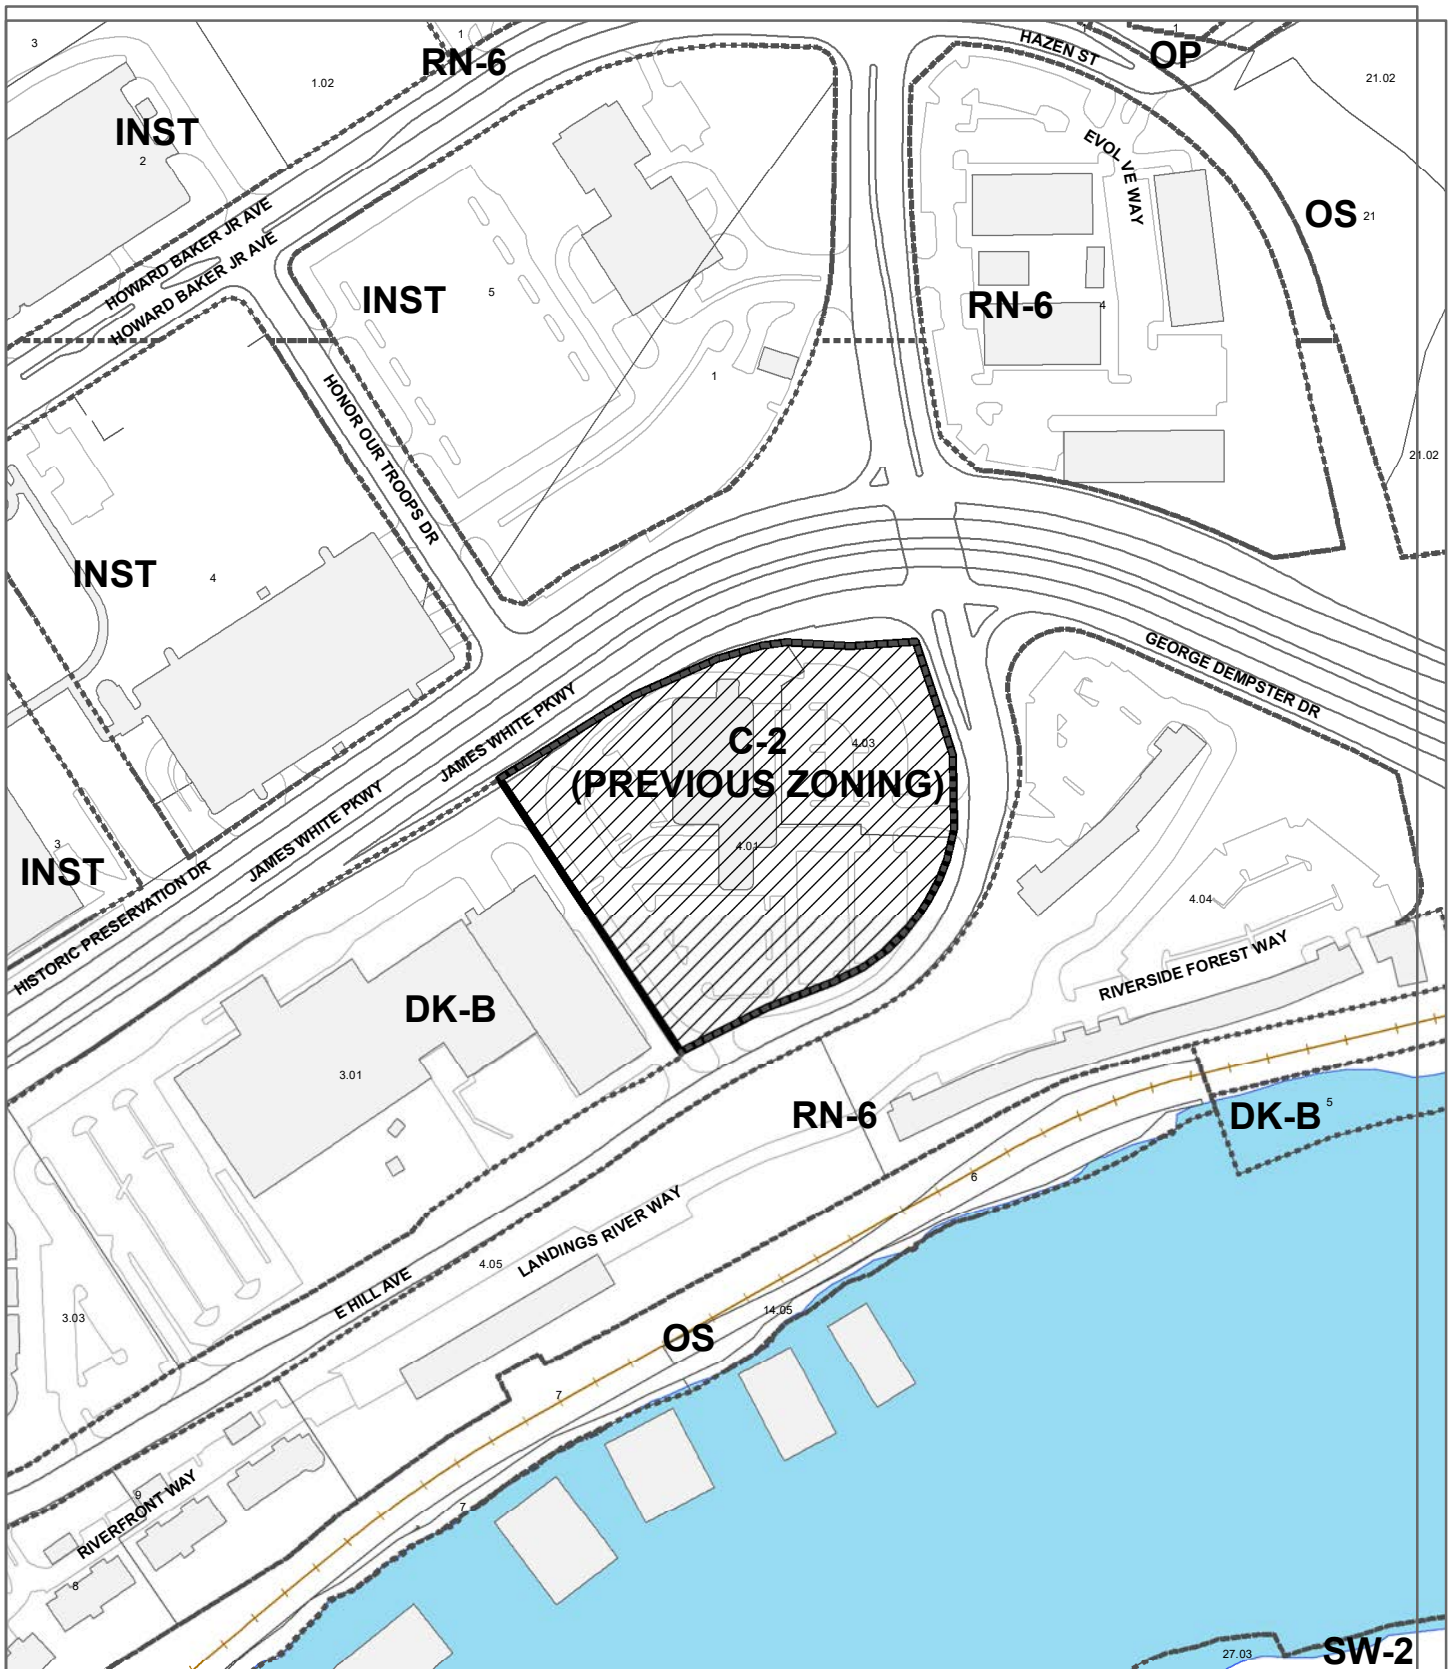 3
1
RN-6
HAZEN ST
1
1
OP
1.02
21.02
INST
2
EVOLVE WAY
HOWARD BAKER JR AVE
HOWARD BAKER JR AVE
OS
21
INST
5
RN-6
4
1
HONOR OUR TROOPS DR
21.02
INST
4
GEORGE DEMPSTER DR
JAMES WHITE PKWY
C-2
4.03
(PREVIOUS ZONING)
JAMES WHITE PKWY
3
4.01
INST
4.04
HISTORIC PRESERVATION DR
RIVERSIDE FOREST WAY
DK-B
3.01
RN-6
DK-B
5
6
LANDINGS RIVER WAY
4.05
E HILL AVE
3.03
14.05
OS
7
9
RIVERFRONT WAY
7
8
27.03
SW-2